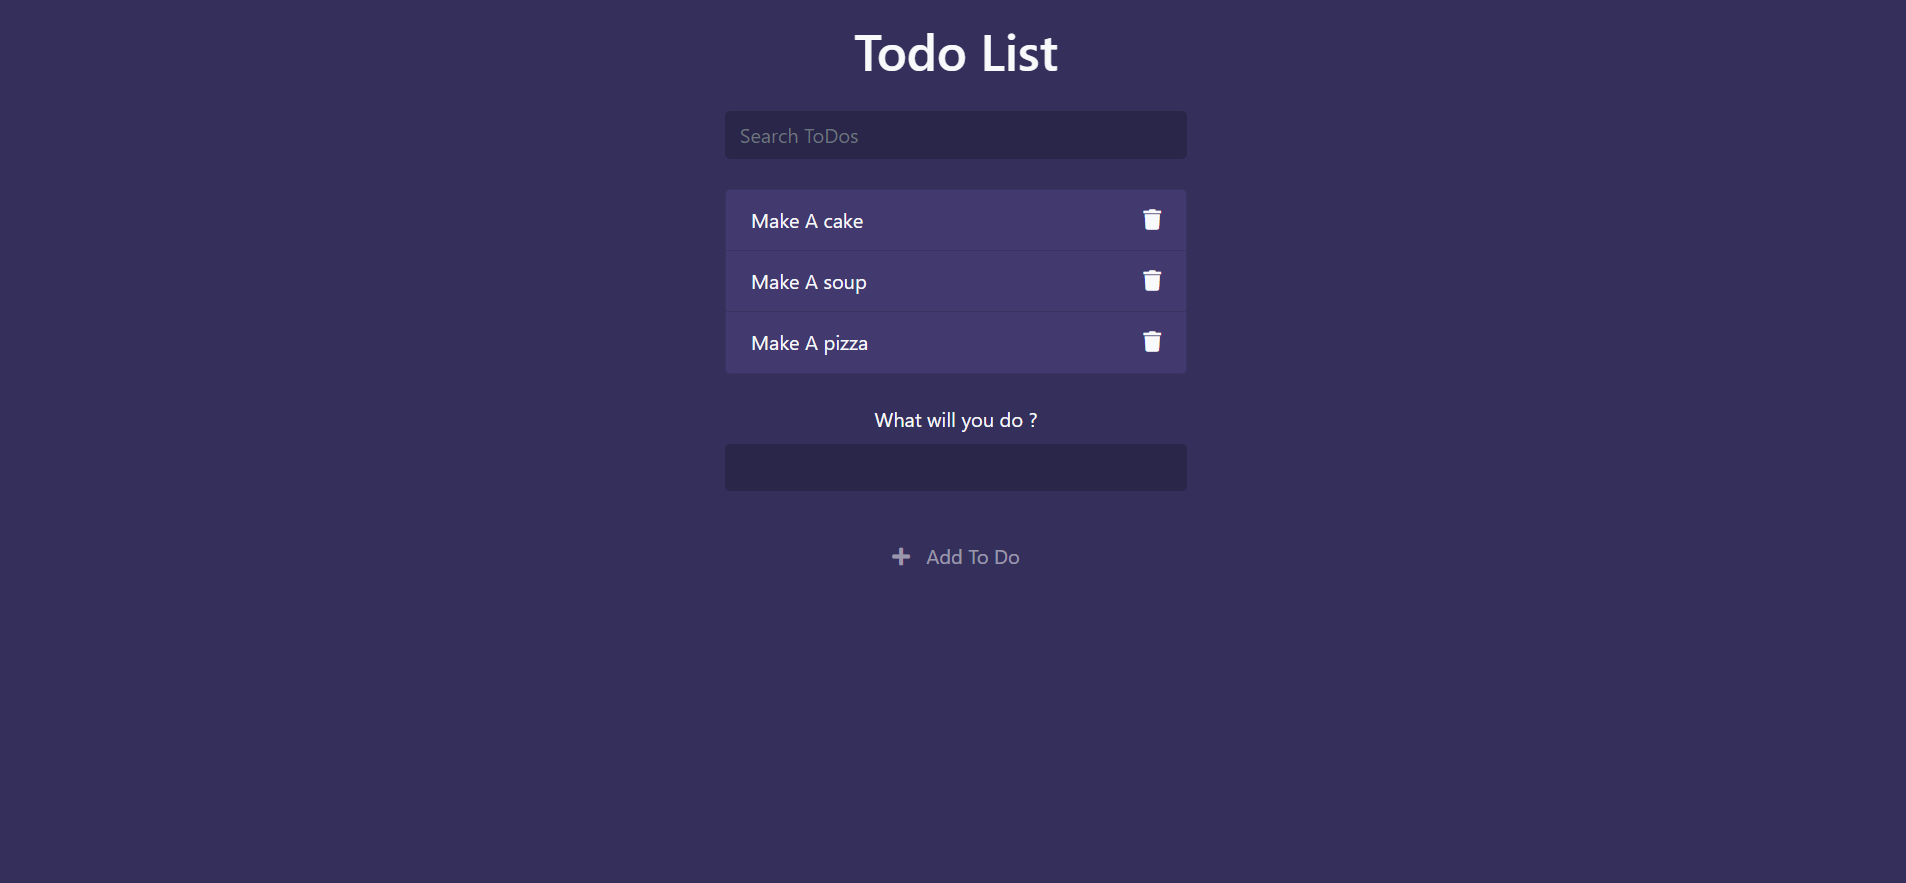 Todo List
Search ToDos
Make A cake
Make A soup
Make A pizza
What will you do ?
Add To Do